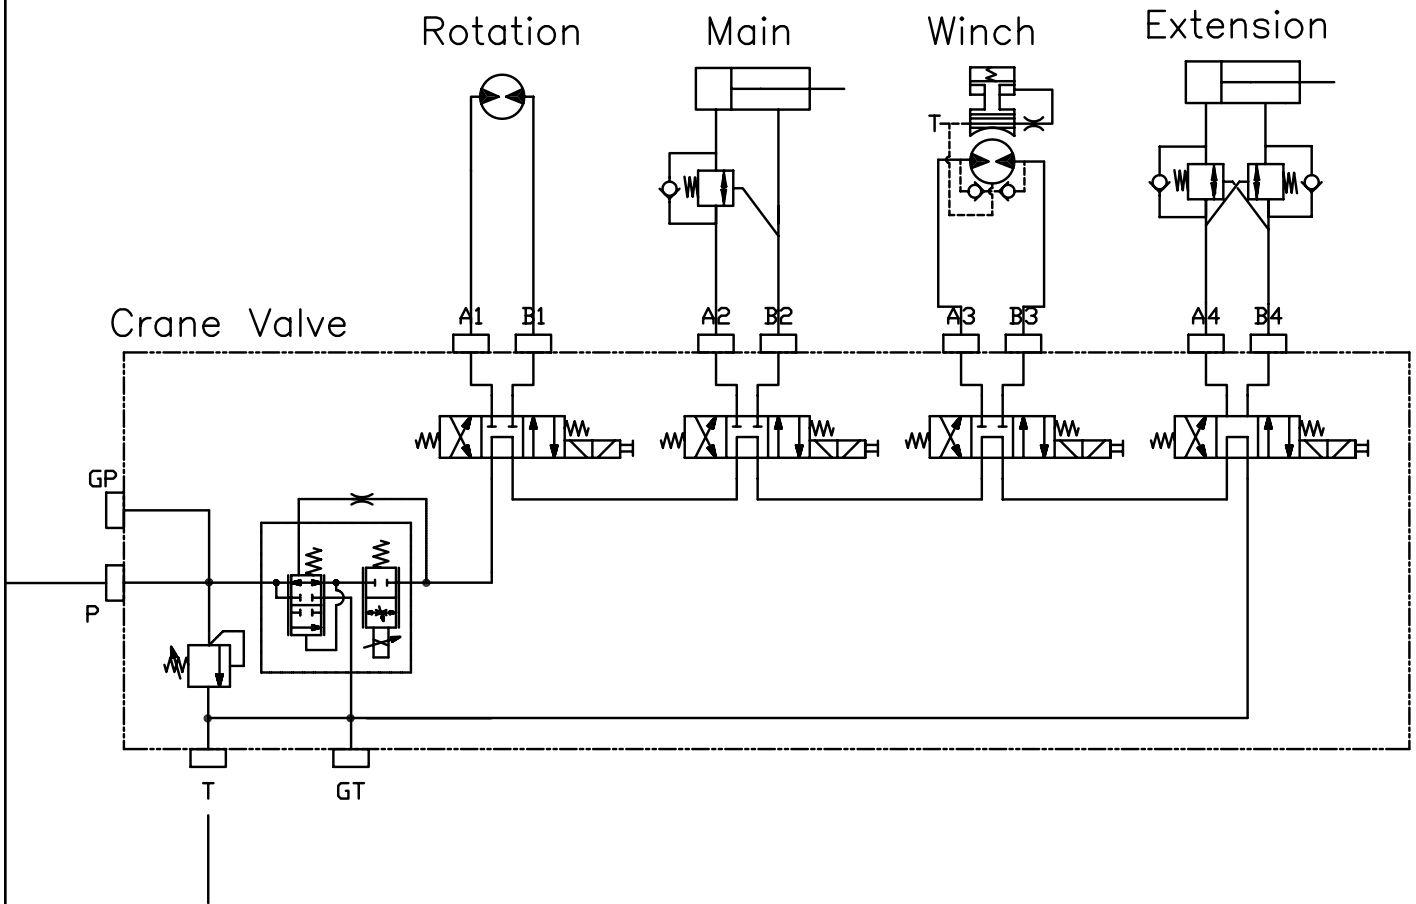 Rotation
Main
Winch
Extension
T
Crane Valve
A1
B1
A2
B2
A3
B3
A4
B4
GP
P
T
GT